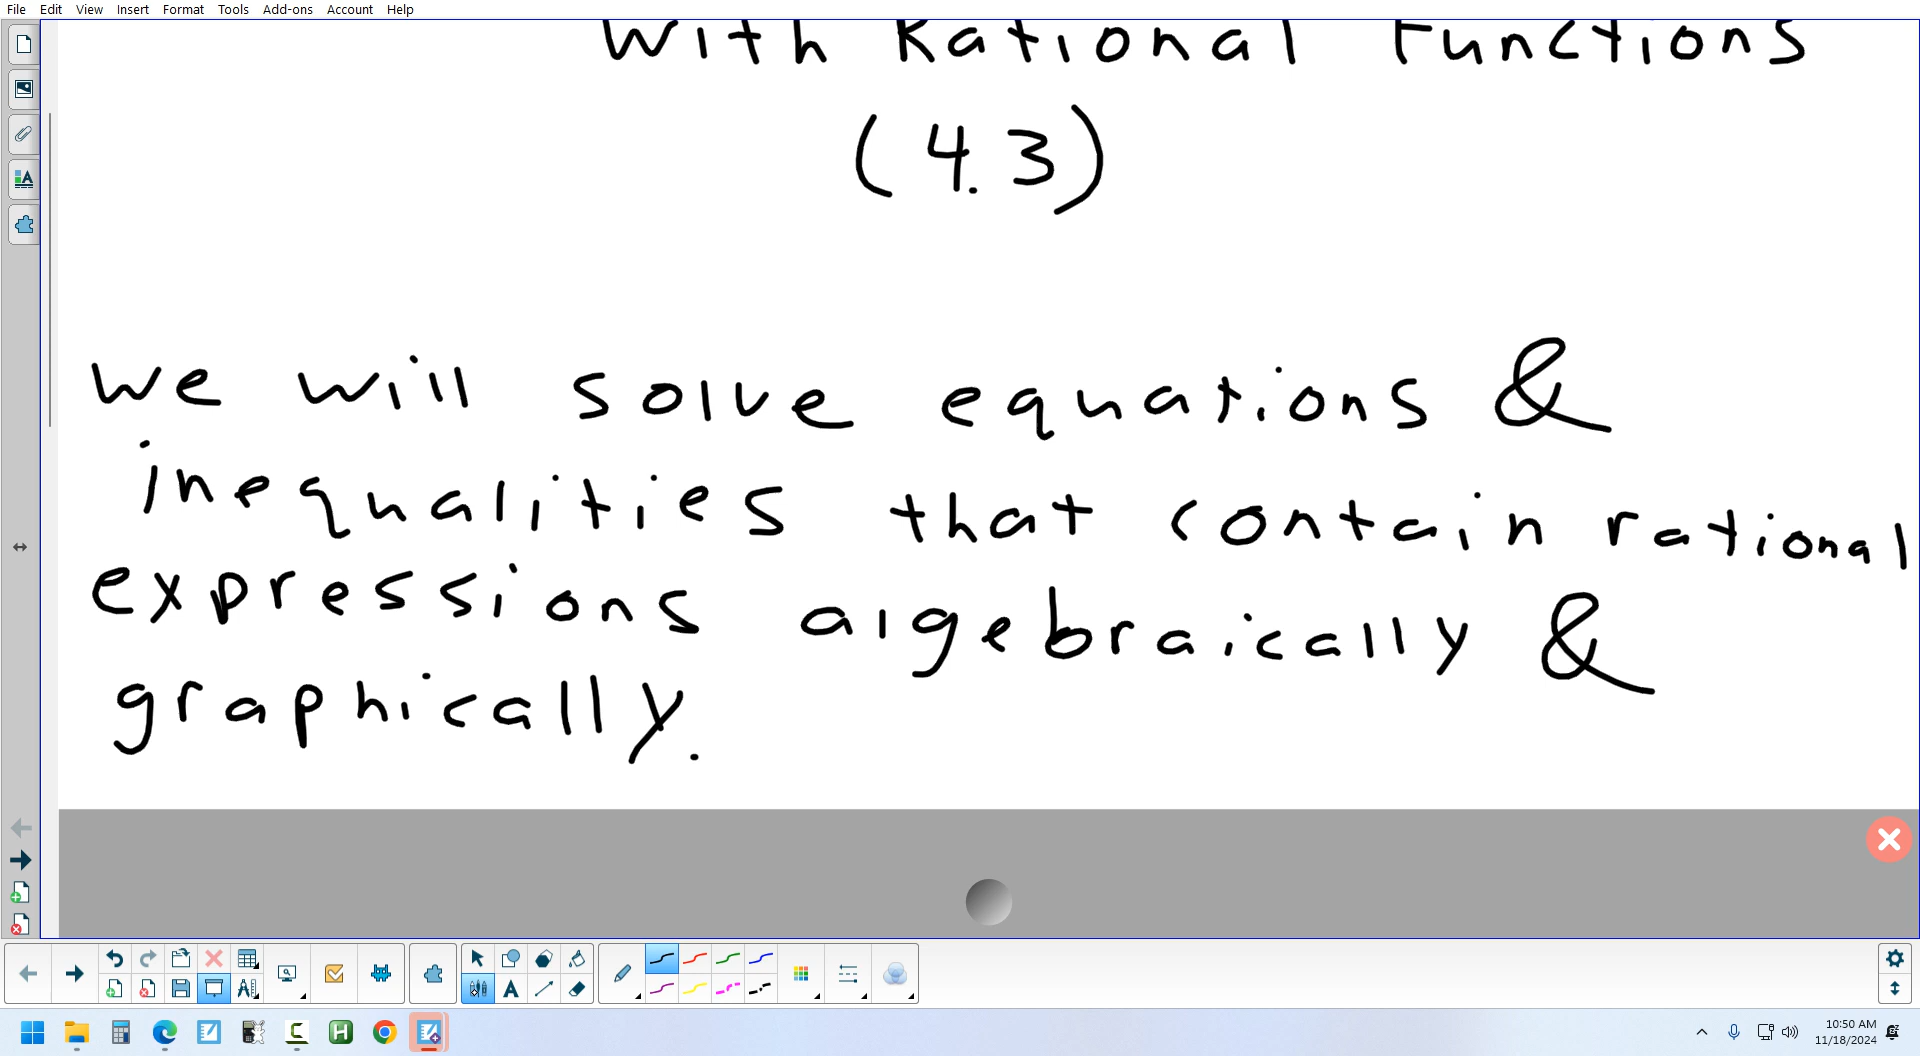 File Edit View Insert Format Tools Add-ons Account Help
With Rational Functions
(4.3)
We will solve equations &
inequalities that contain rational
expressions algebraically &
graphically.
10:50 AM
11/18/2024